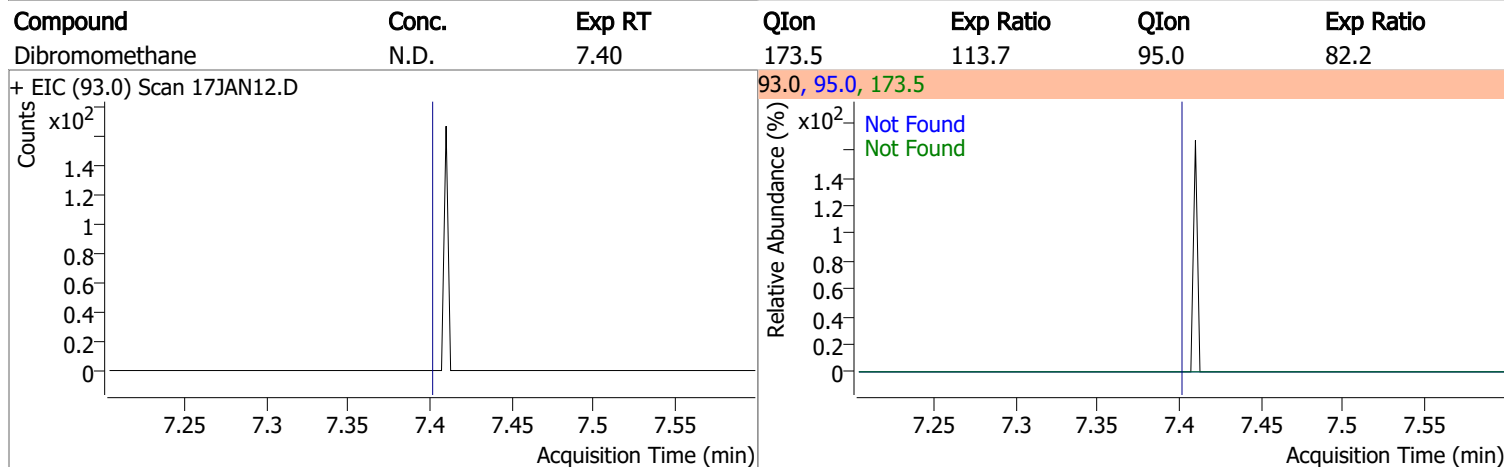 Compound Conc. Exp RT QIon Exp Ratio QIon Exp Ratio
Dibromomethane N.D. 7.40 173.5 113.7 95.0 82.2
+ EIC (93.0) Scan 17JAN12.D
Counts
x10²
1.4
1.2
1
0.8
0.6
0.4
0.2
0
7.25 7.3 7.35 7.4 7.45 7.5 7.55
Acquisition Time (min)
93.0, 95.0, 173.5
Relative Abundance (%)
x10²
Not Found
Not Found
1.4
1.2
1
0.8
0.6
0.4
0.2
0
7.25 7.3 7.35 7.4 7.45 7.5 7.55
Acquisition Time (min)